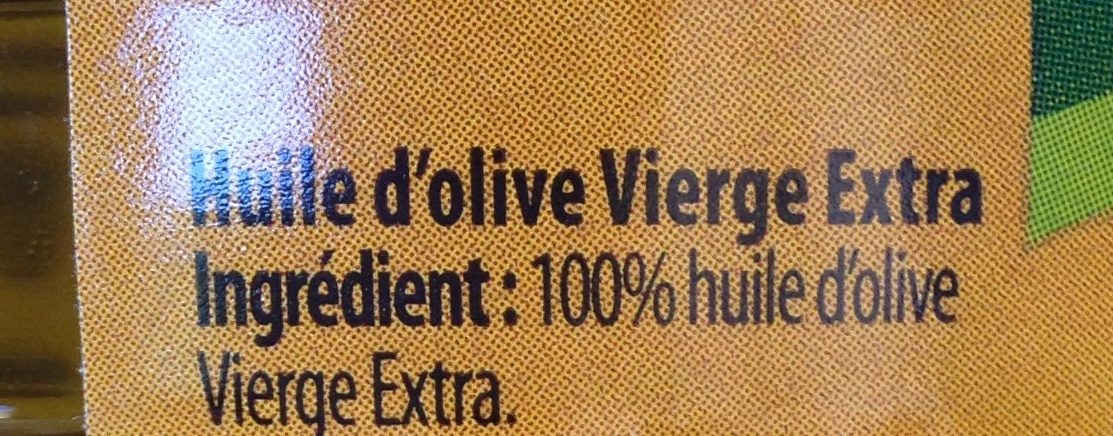 Huile d'olive Vierge Extra
Ingrédient : 100% huile d'olive
Vierge Extra.